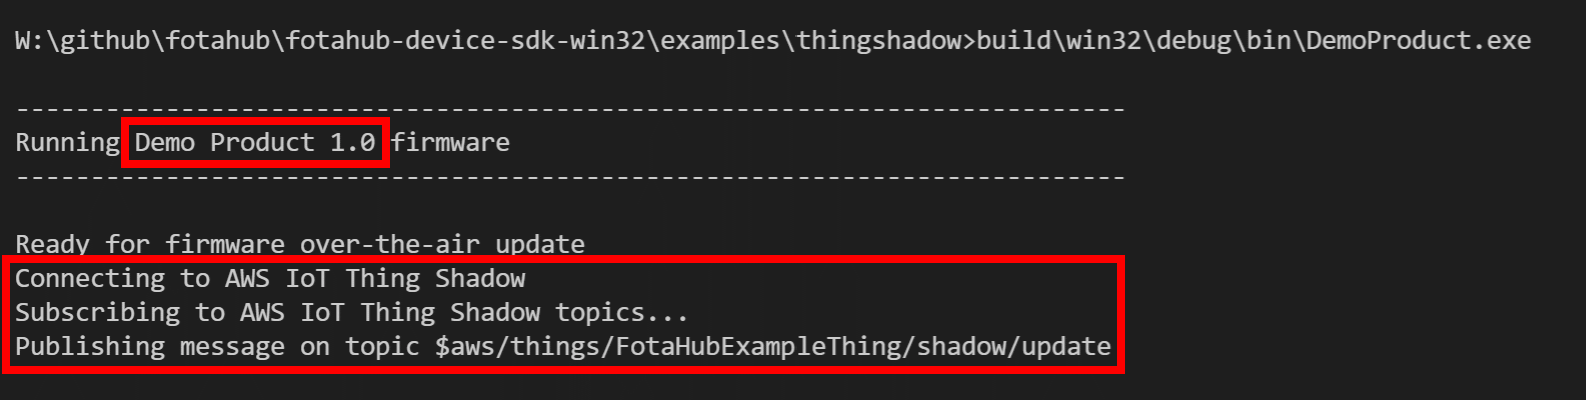 W:\github\fotahub\fotahub-device-sdk-win32\examples\thingshadow>build\win32\debug\bin\DemoProduct.exe
--------------------------------------------------------------------------
Running Demo Product 1.0 firmware
--------------------------------------------------------------------------
Ready for firmware over-the-air update
Connecting to AWS IoT Thing Shadow
Subscribing to AWS IoT Thing Shadow topics...
Publishing message on topic $aws/things/FotaHubExampleThing/shadow/update